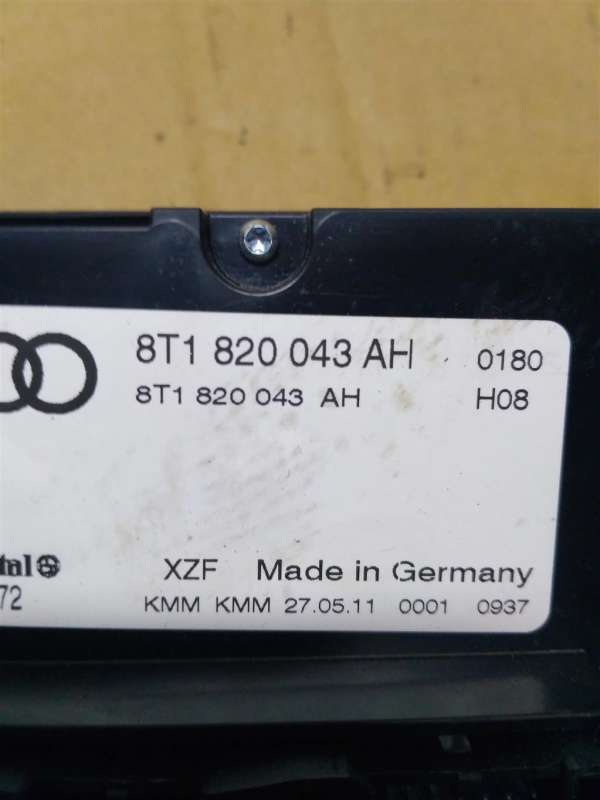 8T1 820 043 AH 0180
8T1 820 043 AH H08
XZF Made in Germany
72
KMM KMM 27.05.11 0001 0937